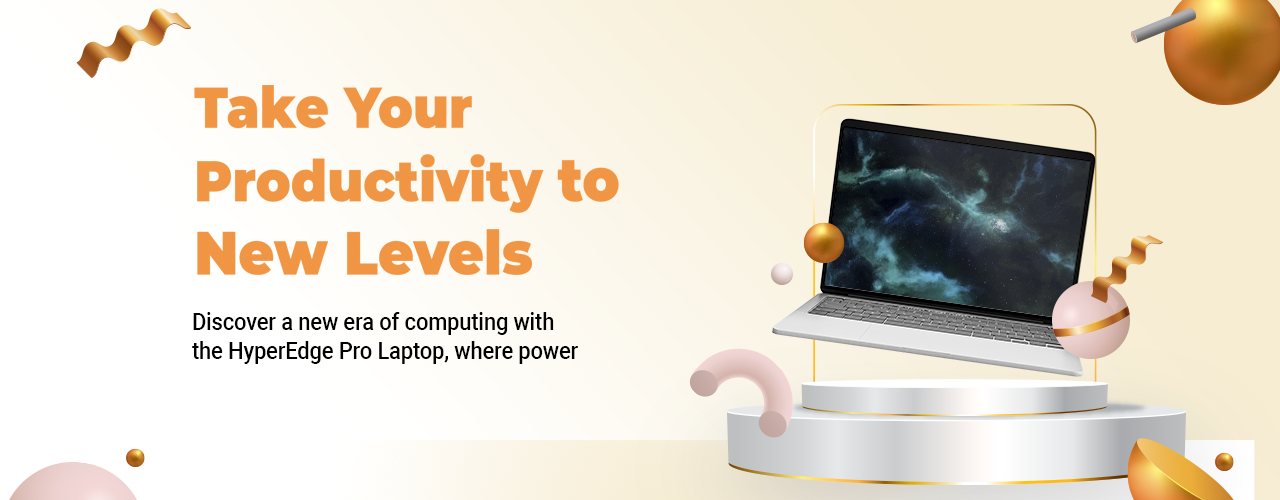 Take Your
Productivity to
New Levels
Discover a new era of computing with
the HyperEdge Pro Laptop, where power